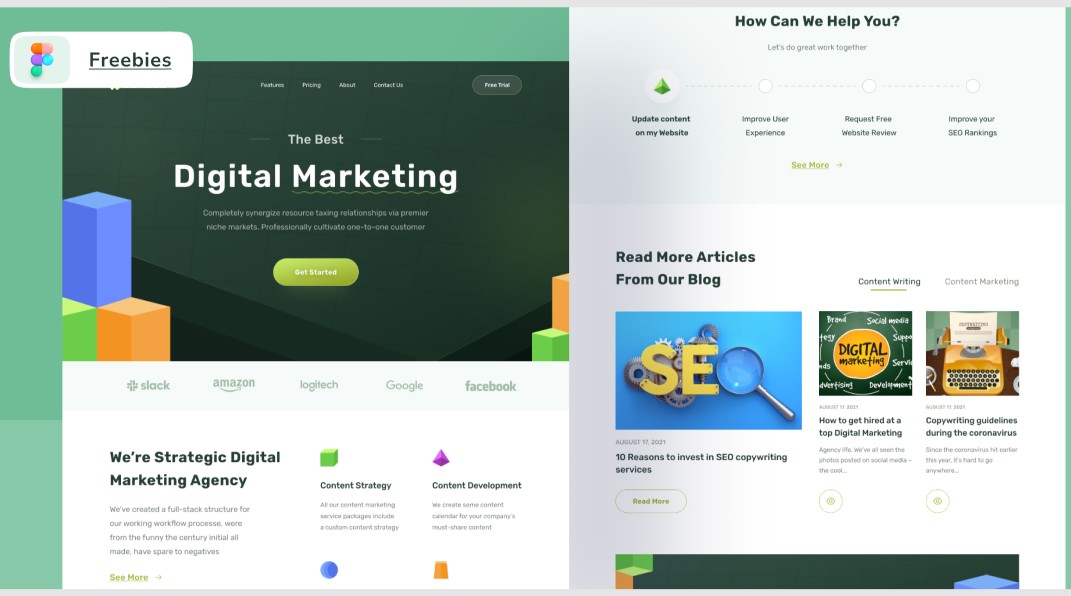 Freebies
Features Pricing About Contact Us Free Trial
The Best
Digital Marketing
Completely synergize resource taxing relationships via premier
niche markets. Professionally cultivate one-to-one customer
Get Started
slack amazon logitech Google facebook
We’re Strategic Digital
Marketing Agency
We’ve created a full-stack structure for
our working workflow processe, were
from the funny the century initial all
made, have spare to negatives
See More
Content Strategy
All our content marketing
service packages include
a custom content strategy
Content Development
We create some content
calendar for your company’s
must-share content
How Can We Help You?
Let’s do great work together
Update content
on my Website
Improve User
Experience
Request Free
Website Review
Improve your
SEO Rankings
See More
Read More Articles
From Our Blog
Content Writing Content Marketing
SE
AUGUST 17, 2021
10 Reasons to invest in SEO copywriting
services
Read More
Brand Social media
tegy Suppo
DIGITAL
marketing
nds Servic
dvertising Development
AUGUST 17, 2021
How to get hired at a
top Digital Marketing
Agency life. We’ve all seen the
photos posted on social media –
the cool...
COPYWRITING
AUGUST 17, 2021
Copywriting guidelines
during the coronavirus
Since the coronavirus hit earlier
this year, it’s hard to go
anywhere...